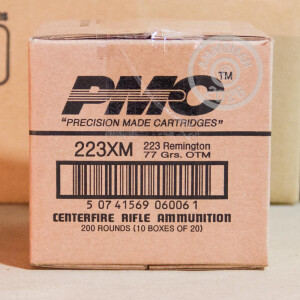 PMC™
"PRECISION MADE CARTRIDGES"
223XM
223 Remington
77 Grs. OTM
5 07 41569 06006 1
CENTERFIRE RIFLE AMMUNITION
200 ROUNDS (10 BOXES OF 20)